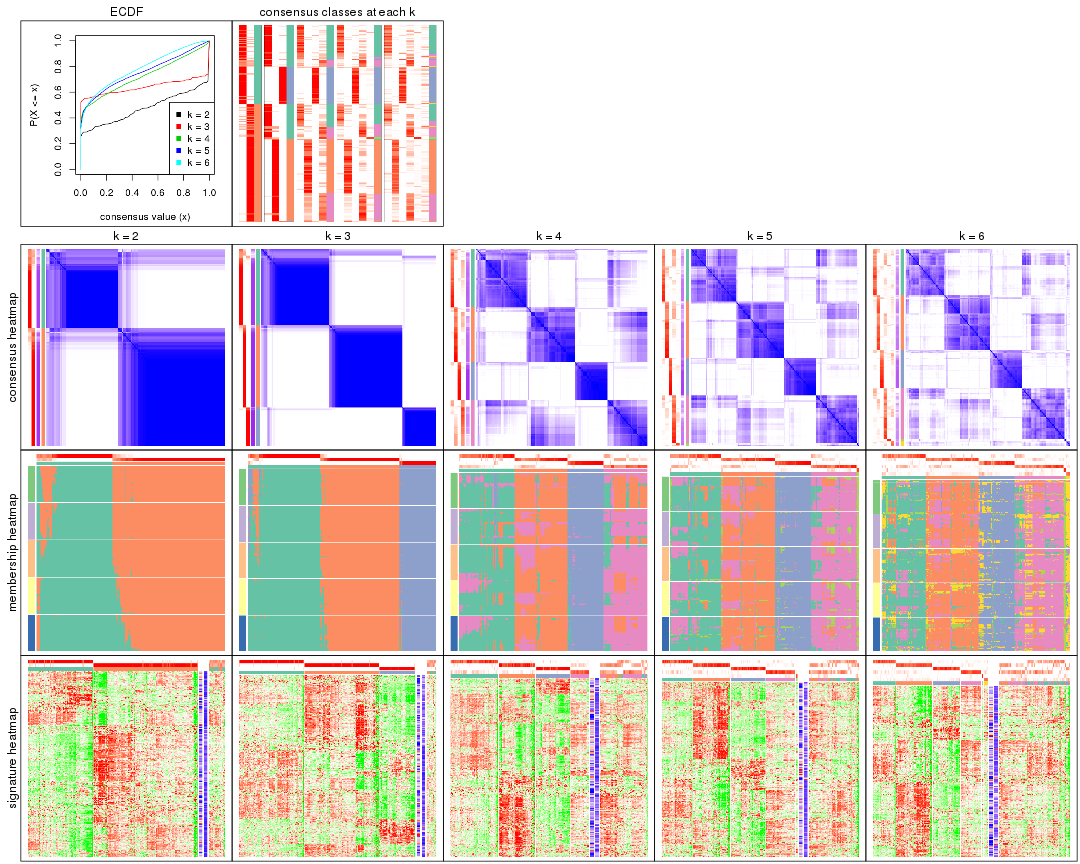 ECDF
consensus classes at each k
P(X <= x)
0.0 0.2 0.4 0.6 0.8 1.0
k = 2
k = 3
k = 4
k = 5
k = 6
0.0 0.2 0.4 0.6 0.8 1.0
consensus value (x)
k = 2 k = 3 k = 4 k = 5 k = 6
consensus heatmap
membership heatmap
signature heatmap